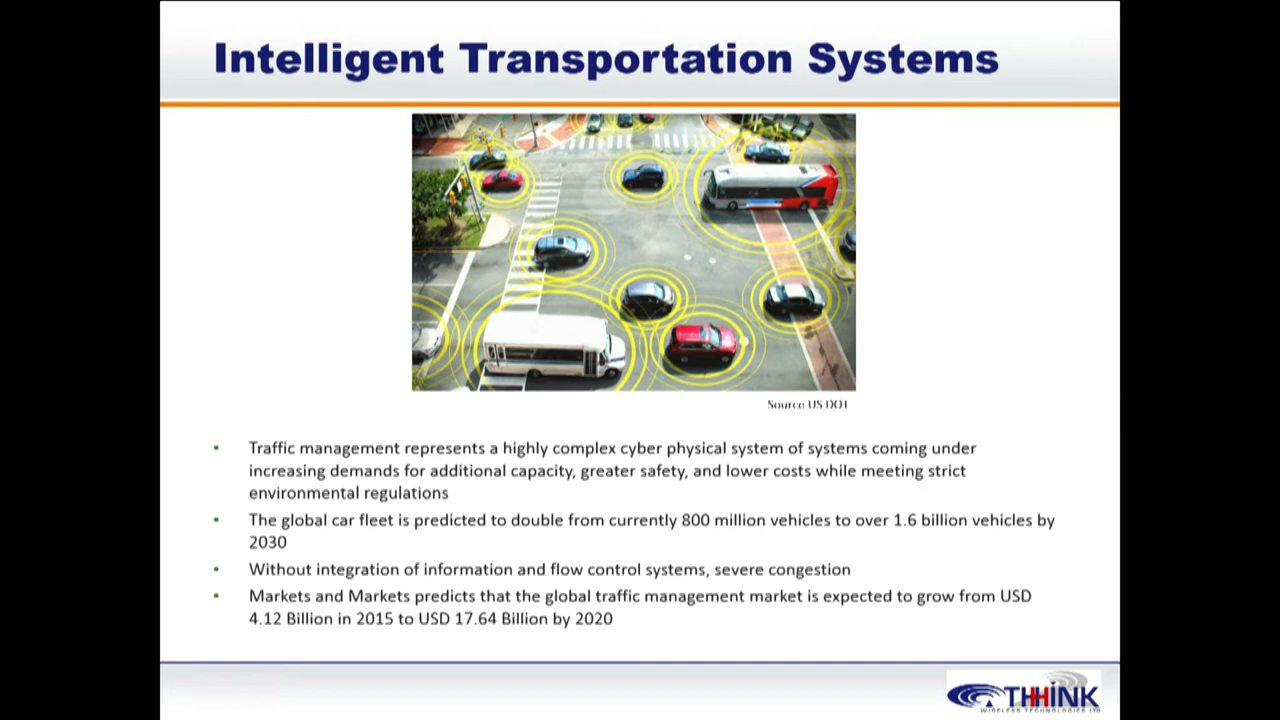 Intelligent Transportation Systems
Source US DOT
• Traffic management represents a highly complex cyber physical system of systems coming under
increasing demands for additional capacity, greater safety, and lower costs while meeting strict
environmental regulations
• The global car fleet is predicted to double from currently 800 million vehicles to over 1.6 billion vehicles by
2030
• Without integration of information and flow control systems, severe congestion
• Markets and Markets predicts that the global traffic management market is expected to grow from USD
4.12 Billion in 2015 to USD 17.64 Billion by 2020
THHINK
WIRELESS TECHNOLOGIES LTD